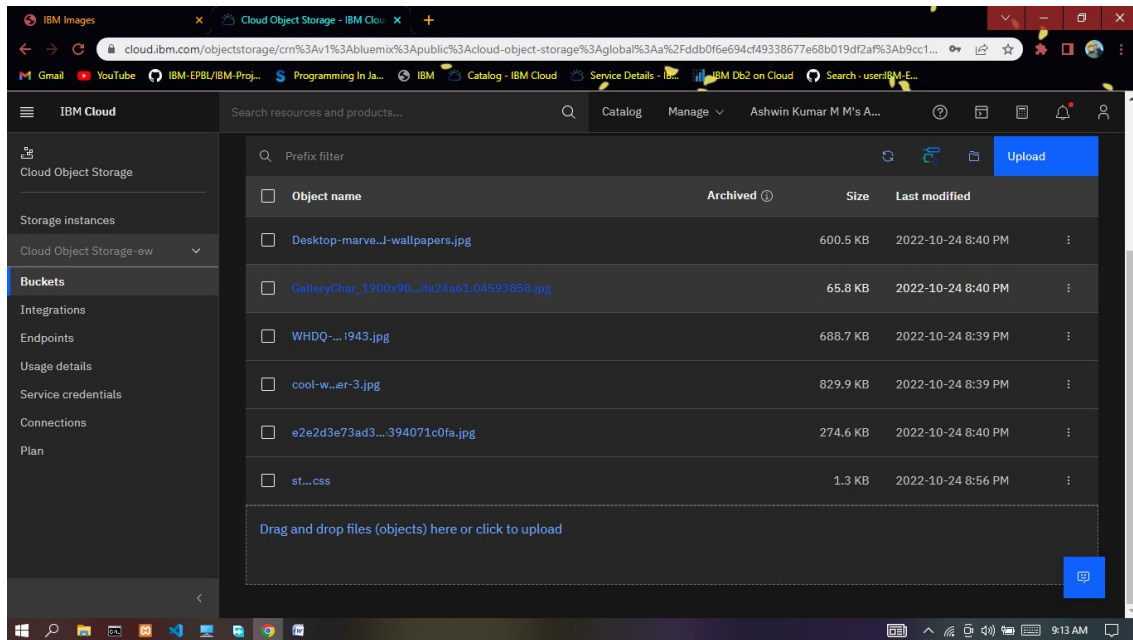 IBM Images
Cloud Object Storage - IBM Clou
cloud.ibm.com/objectstorage/crn%3Av1%3Abluemix%3Apublic%3Acloud-object-storage%3Aglobal%3Aa%2Fddb0f6e694cf49338677e68b019df2af%3Ab9cc1...
Gmail YouTube IBM-EPBL/IBM-Proj... Programming In Ja... IBM Catalog - IBM Cloud Service Details - IB... IBM Db2 on Cloud Search · user:IBM-E...
IBM Cloud Search resources and products... Catalog Manage Ashwin Kumar M M's A...
Cloud Object Storage
Storage instances
Cloud Object Storage-ew
Buckets
Integrations
Endpoints
Usage details
Service credentials
Connections
Plan
Prefix filter Upload
Object name Archived Size Last modified
Desktop-marve...l-wallpapers.jpg 600.5 KB 2022-10-24 8:40 PM
GalleryChar_1900x90...fe24a61.04593858.jpg 65.8 KB 2022-10-24 8:40 PM
WHDQ-...943.jpg 688.7 KB 2022-10-24 8:39 PM
cool-w...er-3.jpg 829.9 KB 2022-10-24 8:39 PM
e2e2d3e73ad3...394071c0fa.jpg 274.6 KB 2022-10-24 8:40 PM
st...css 1.3 KB 2022-10-24 8:56 PM
Drag and drop files (objects) here or click to upload
9:13 AM